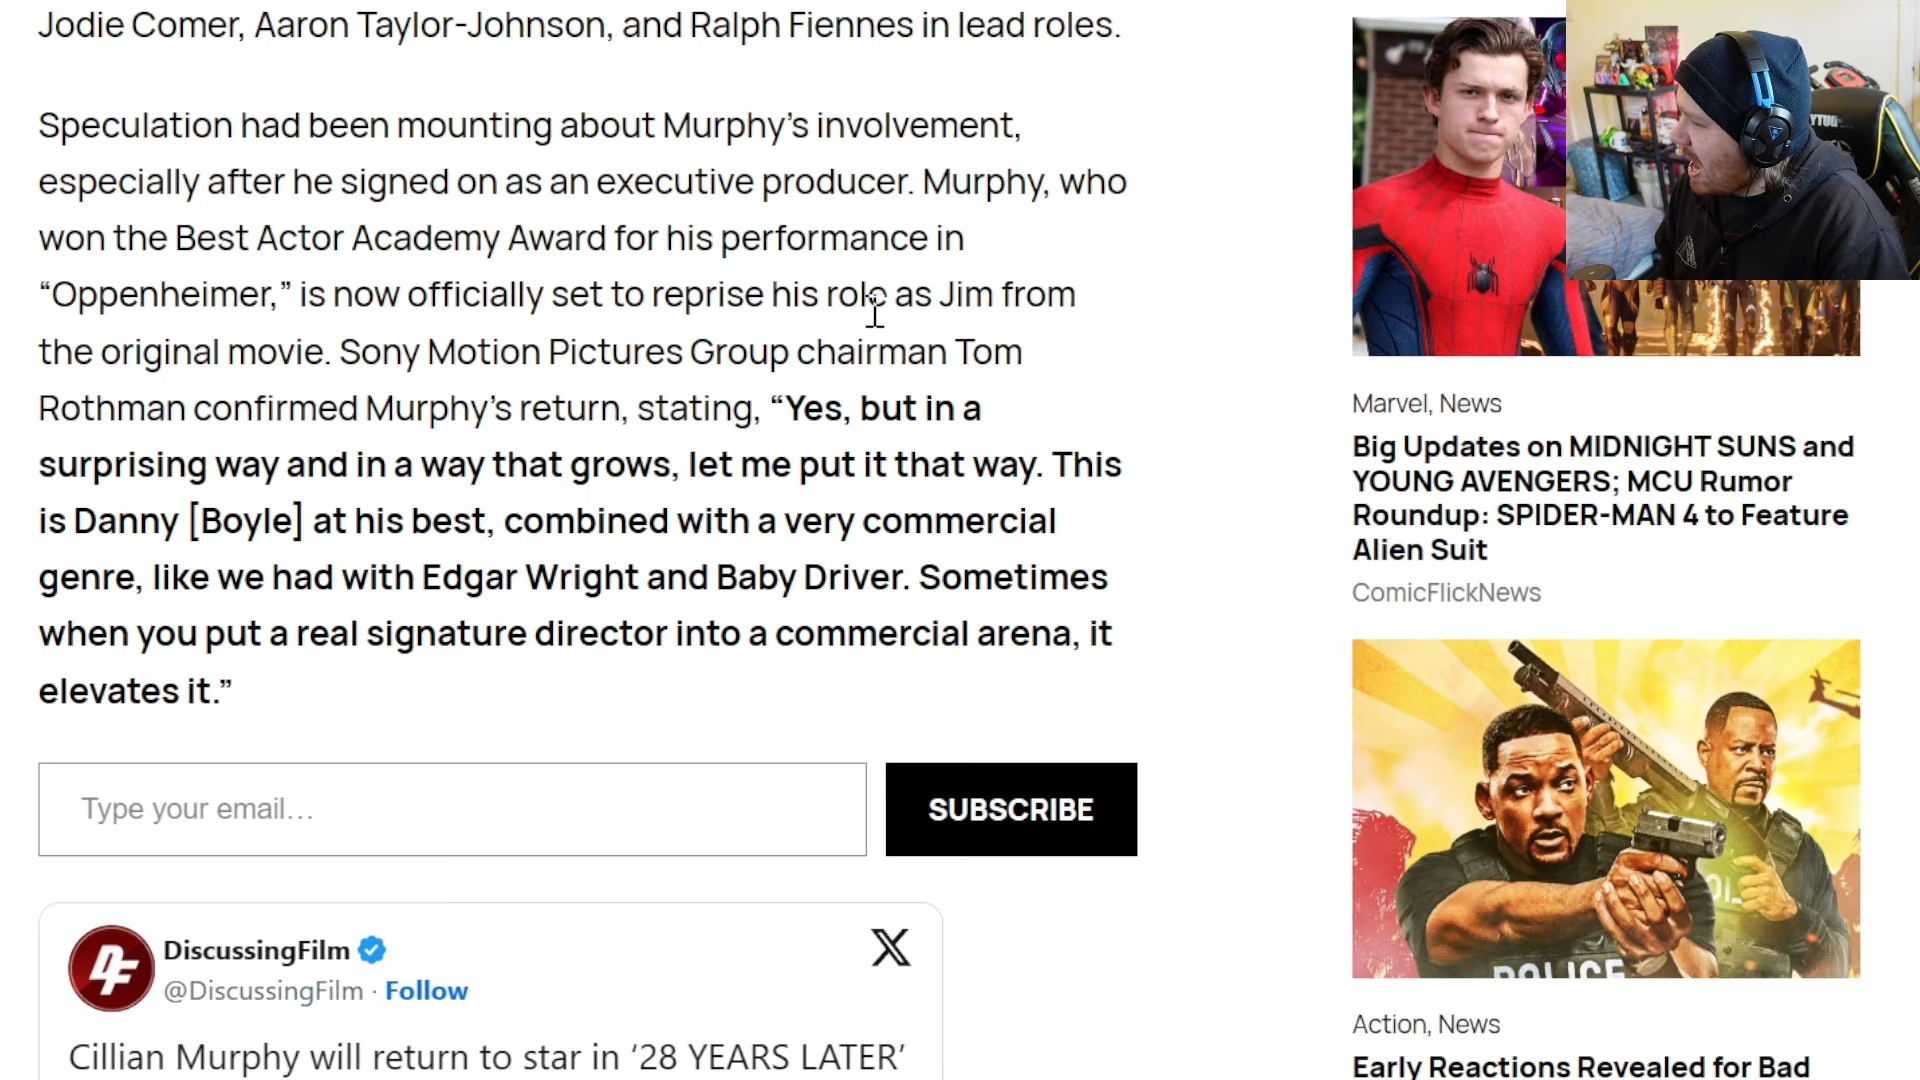 Jodie Comer, Aaron Taylor-Johnson, and Ralph Fiennes in lead roles.
Speculation had been mounting about Murphy’s involvement,
especially after he signed on as an executive producer. Murphy, who
won the Best Actor Academy Award for his performance in
“Oppenheimer,” is now officially set to reprise his role as Jim from
the original movie. Sony Motion Pictures Group chairman Tom
Rothman confirmed Murphy’s return, stating, “Yes, but in a
surprising way and in a way that grows, let me put it that way. This
is Danny [Boyle] at his best, combined with a very commercial
genre, like we had with Edgar Wright and Baby Driver. Sometimes
when you put a real signature director into a commercial arena, it
elevates it.”
Type your email…
SUBSCRIBE
DiscussingFilm
@DiscussingFilm · Follow
X
Cillian Murphy will return to star in ‘28 YEARS LATER’
Marvel, News
Big Updates on MIDNIGHT SUNS and
YOUNG AVENGERS; MCU Rumor
Roundup: SPIDER-MAN 4 to Feature
Alien Suit
ComicFlickNews
POLICE
Action, News
Early Reactions Revealed for Bad